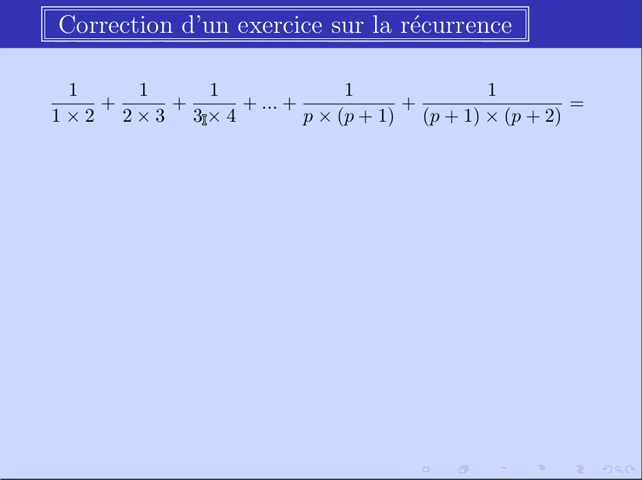 Correction d'un exercice sur la récurrence
1/(1 × 2) + 1/(2 × 3) + 1/(3 × 4) + ... + 1/(p × (p + 1)) + 1/((p + 1) × (p + 2)) =